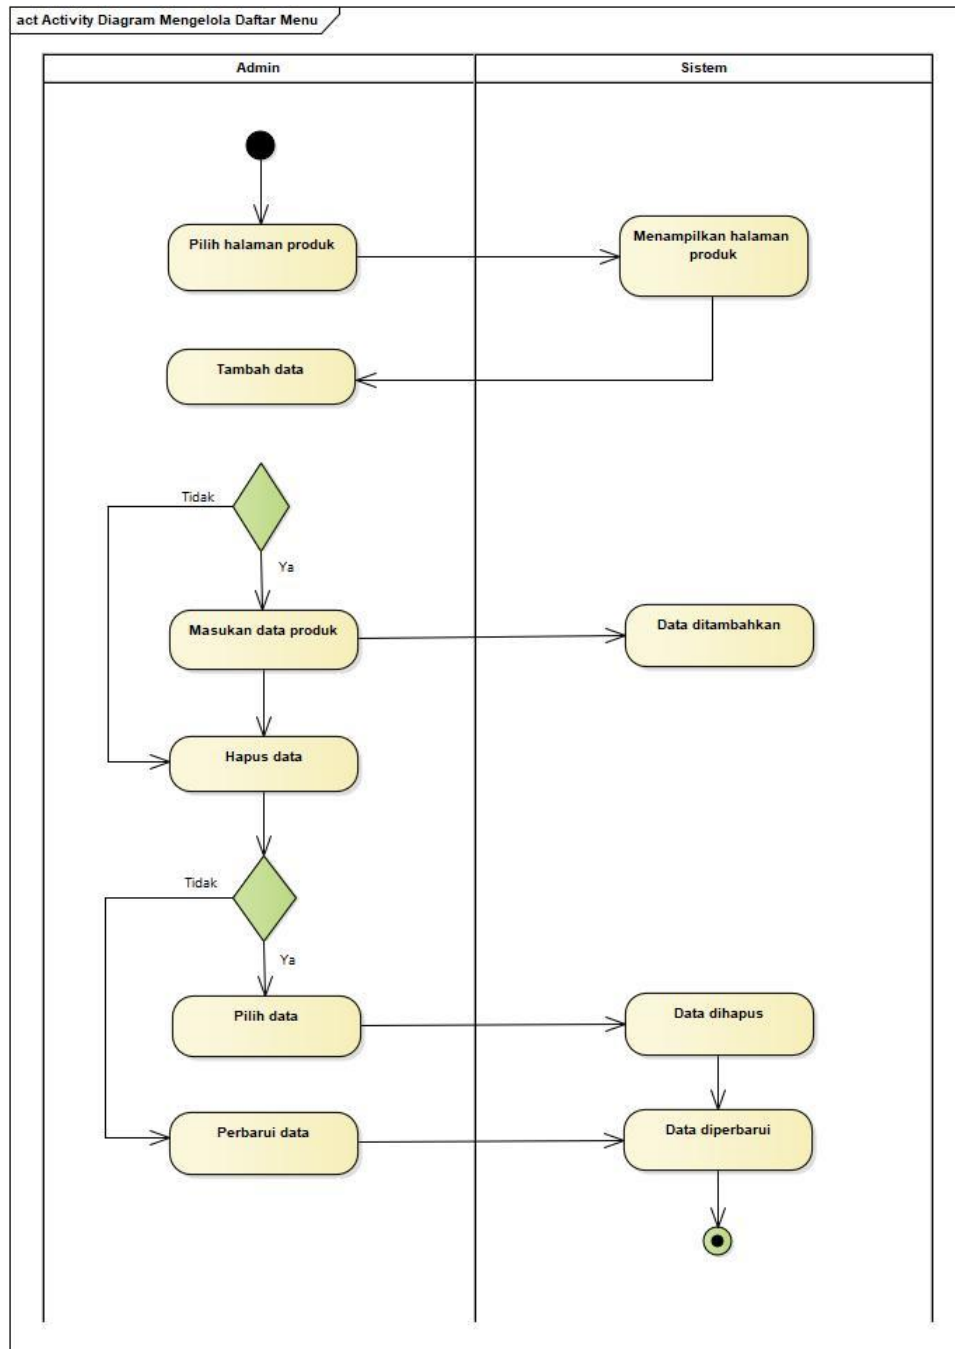 act Activity Diagram Mengelola Daftar Menu
Admin
Sistem
Pilih halaman produk
Menampilkan halaman
produk
Tambah data
Tidak
Ya
Masukan data produk
Data ditambahkan
Hapus data
Tidak
Ya
Pilih data
Data dihapus
Perbarui data
Data diperbarui